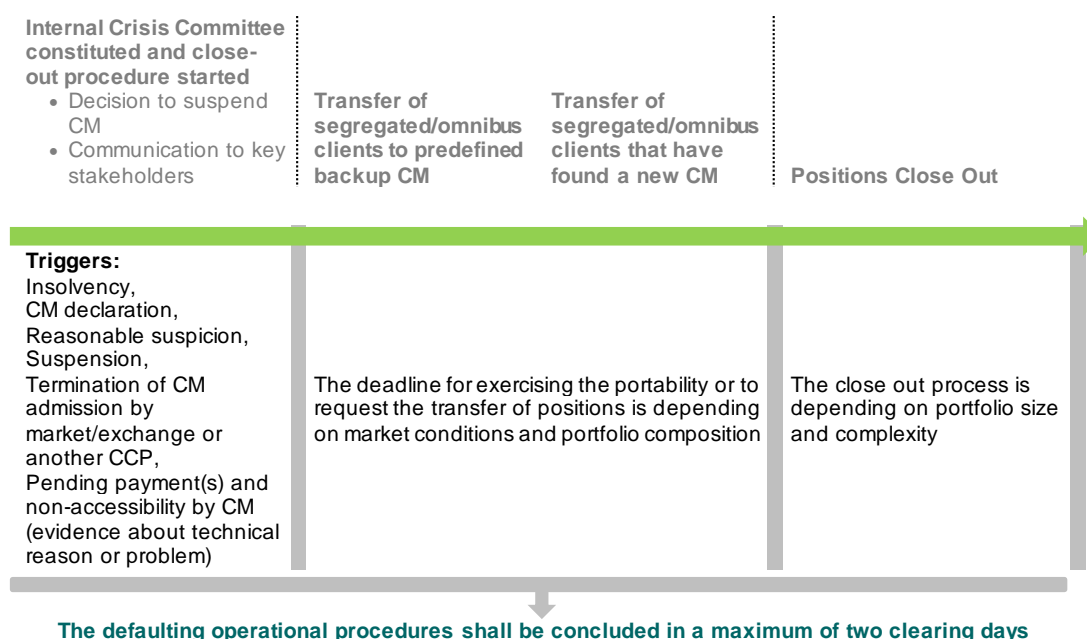 Internal Crisis Committee
constituted and close-
out procedure started
• Decision to suspend
CM
• Communication to key
stakeholders
Transfer of
segregated/omnibus
clients to predefined
backup CM
Transfer of
segregated/omnibus
clients that have
found a new CM
Positions Close Out
Triggers:
Insolvency,
CM declaration,
Reasonable suspicion,
Suspension,
Termination of CM
admission by
market/exchange or
another CCP,
Pending payment(s) and
non-accessibility by CM
(evidence about technical
reason or problem)
The deadline for exercising the portability or to
request the transfer of positions is depending
on market conditions and portfolio composition
The close out process is
depending on portfolio size
and complexity
The defaulting operational procedures shall be concluded in a maximum of two clearing days